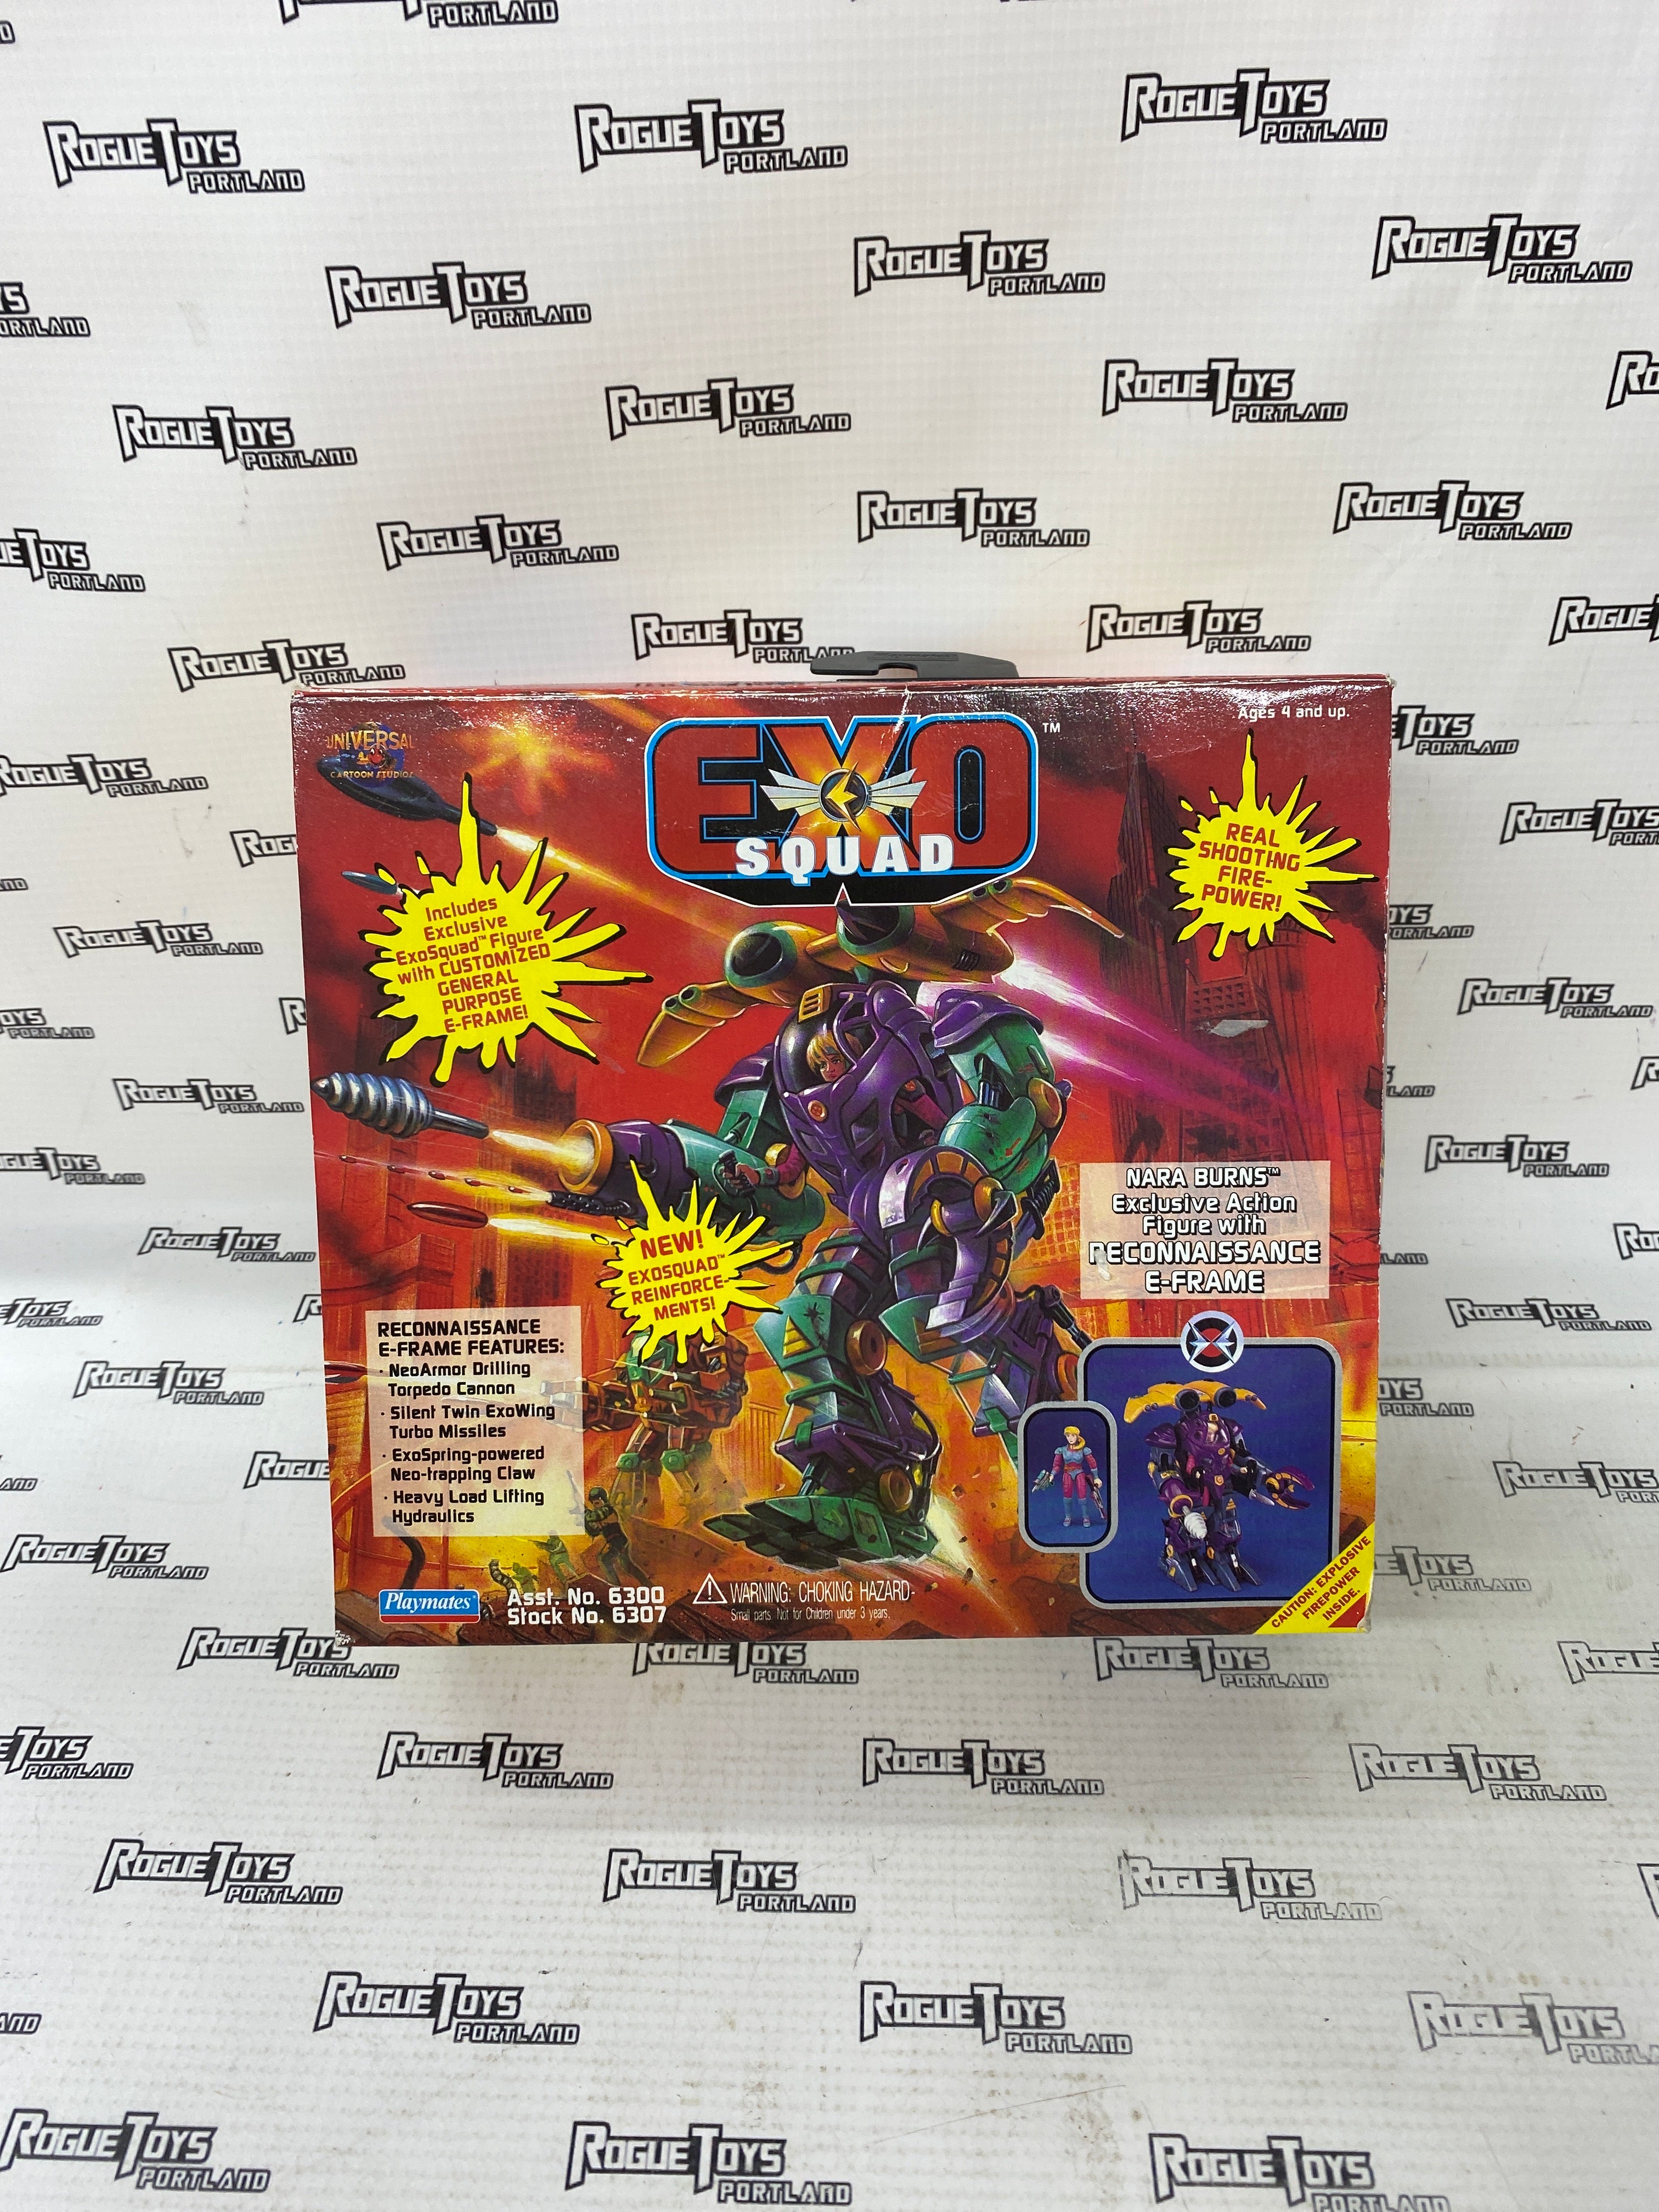 ROGUE TOYS
PORTLAND
UNIVERSAL
CARTOON STUDIOS
EXO
SQUAD
TM
Ages 4 and up.
REAL
SHOOTING
FIRE-
POWER!
Includes
Exclusive
ExoSquad™ Figure
with CUSTOMIZED
GENERAL
PURPOSE
E-FRAME!
NARA BURNS™
Exclusive Action
Figure with
RECONNAISSANCE
E-FRAME
NEW!
EXOSQUAD™
REINFORCE-
MENTS!
RECONNAISSANCE
E-FRAME FEATURES:
· NeoArmor Drilling
Torpedo Cannon
· Silent Twin ExoWing
Turbo Missiles
· ExoSpring-powered
Neo-trapping Claw
· Heavy Load Lifting
Hydraulics
Playmates
Asst. No. 6300
Stock No. 6307
WARNING: CHOKING HAZARD-
Small parts. Not for Children under 3 years.
CAUTION: EXPLOSIVE
FIREPOWER
INSIDE.